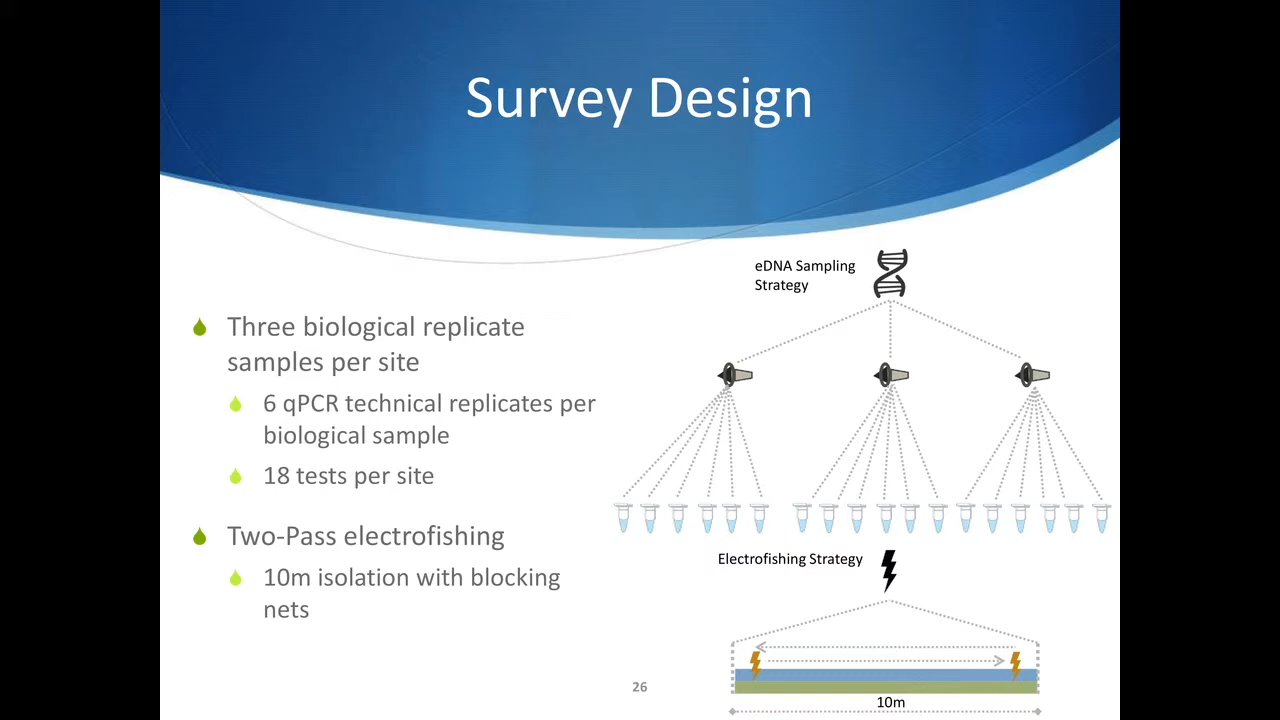 Survey Design
Three biological replicate
samples per site
6 qPCR technical replicates per
biological sample
18 tests per site
Two-Pass electrofishing
10m isolation with blocking
nets
eDNA Sampling
Strategy
Electrofishing Strategy
10m
26